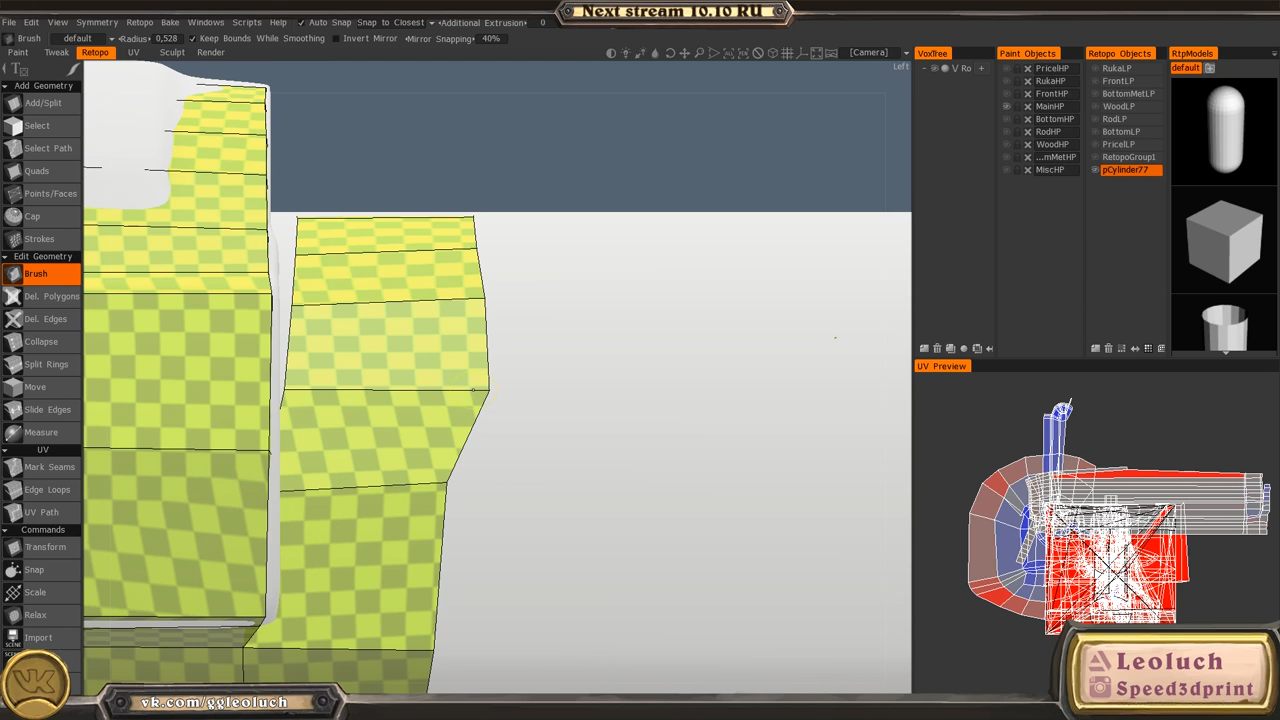 Next stream 10.10 RU
File Edit View Symmetry Retopo Bake Windows Scripts Help Auto Snap Snap to Closest Additional Extrusion 0
Brush default Radius 0,528 Keep Bounds While Smoothing Invert Mirror Mirror Snapping 40%
Paint Tweak Retopo UV Sculpt Render [Camera]
Left
Add Geometry
Add/Split
Select
Select Path
Quads
Points/Faces
Cap
Strokes
Edit Geometry
Brush
Del. Polygons
Del. Edges
Collapse
Split Rings
Move
Slide Edges
Measure
UV
Mark Seams
Edge Loops
UV Path
Commands
Transform
Snap
Scale
Relax
Import
SCENE
VoxTree
V Ro +
Paint Objects
PricelHP
RukaHP
FrontHP
MainHP
BottomHP
RodHP
WoodHP
...mMetHP
MiscHP
Retopo Objects
RukaLP
FrontLP
BottomMetLP
WoodLP
RodLP
BottomLP
PricelLP
RetopoGroup1
pCylinder77
RtpModels
default
UV Preview
vk.com/ggleoluch
Leoluch
Speed3dprint